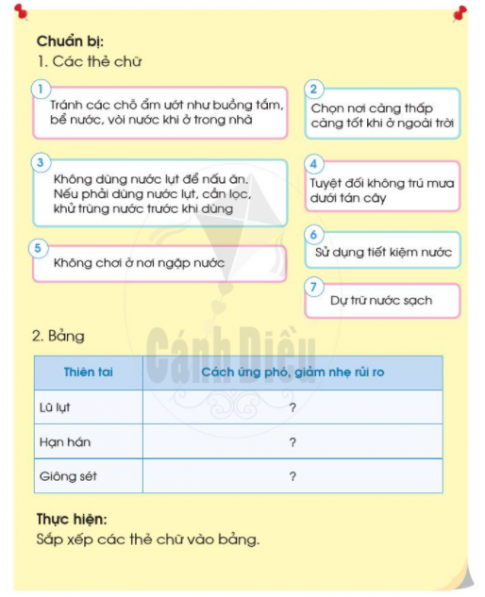 Chuẩn bị:
1. Các thẻ chữ
1
Tránh các chỗ ẩm ướt như buồng tắm,
bể nước, vòi nước khi ở trong nhà
2
Chọn nơi càng thấp
càng tốt khi ở ngoài trời
3
Không dùng nước lụt để nấu ăn.
Nếu phải dùng nước lụt, cần lọc,
khử trùng nước trước khi dùng
4
Tuyệt đối không trú mưa
dưới tán cây
5
Không chơi ở nơi ngập nước
6
Sử dụng tiết kiệm nước
7
Dự trữ nước sạch
2. Bảng
Cánh Diều
Thiên tai Cách ứng phó, giảm nhẹ rủi ro
Lũ lụt ?
Hạn hán ?
Giông sét ?
Thực hiện:
Sắp xếp các thẻ chữ vào bảng.